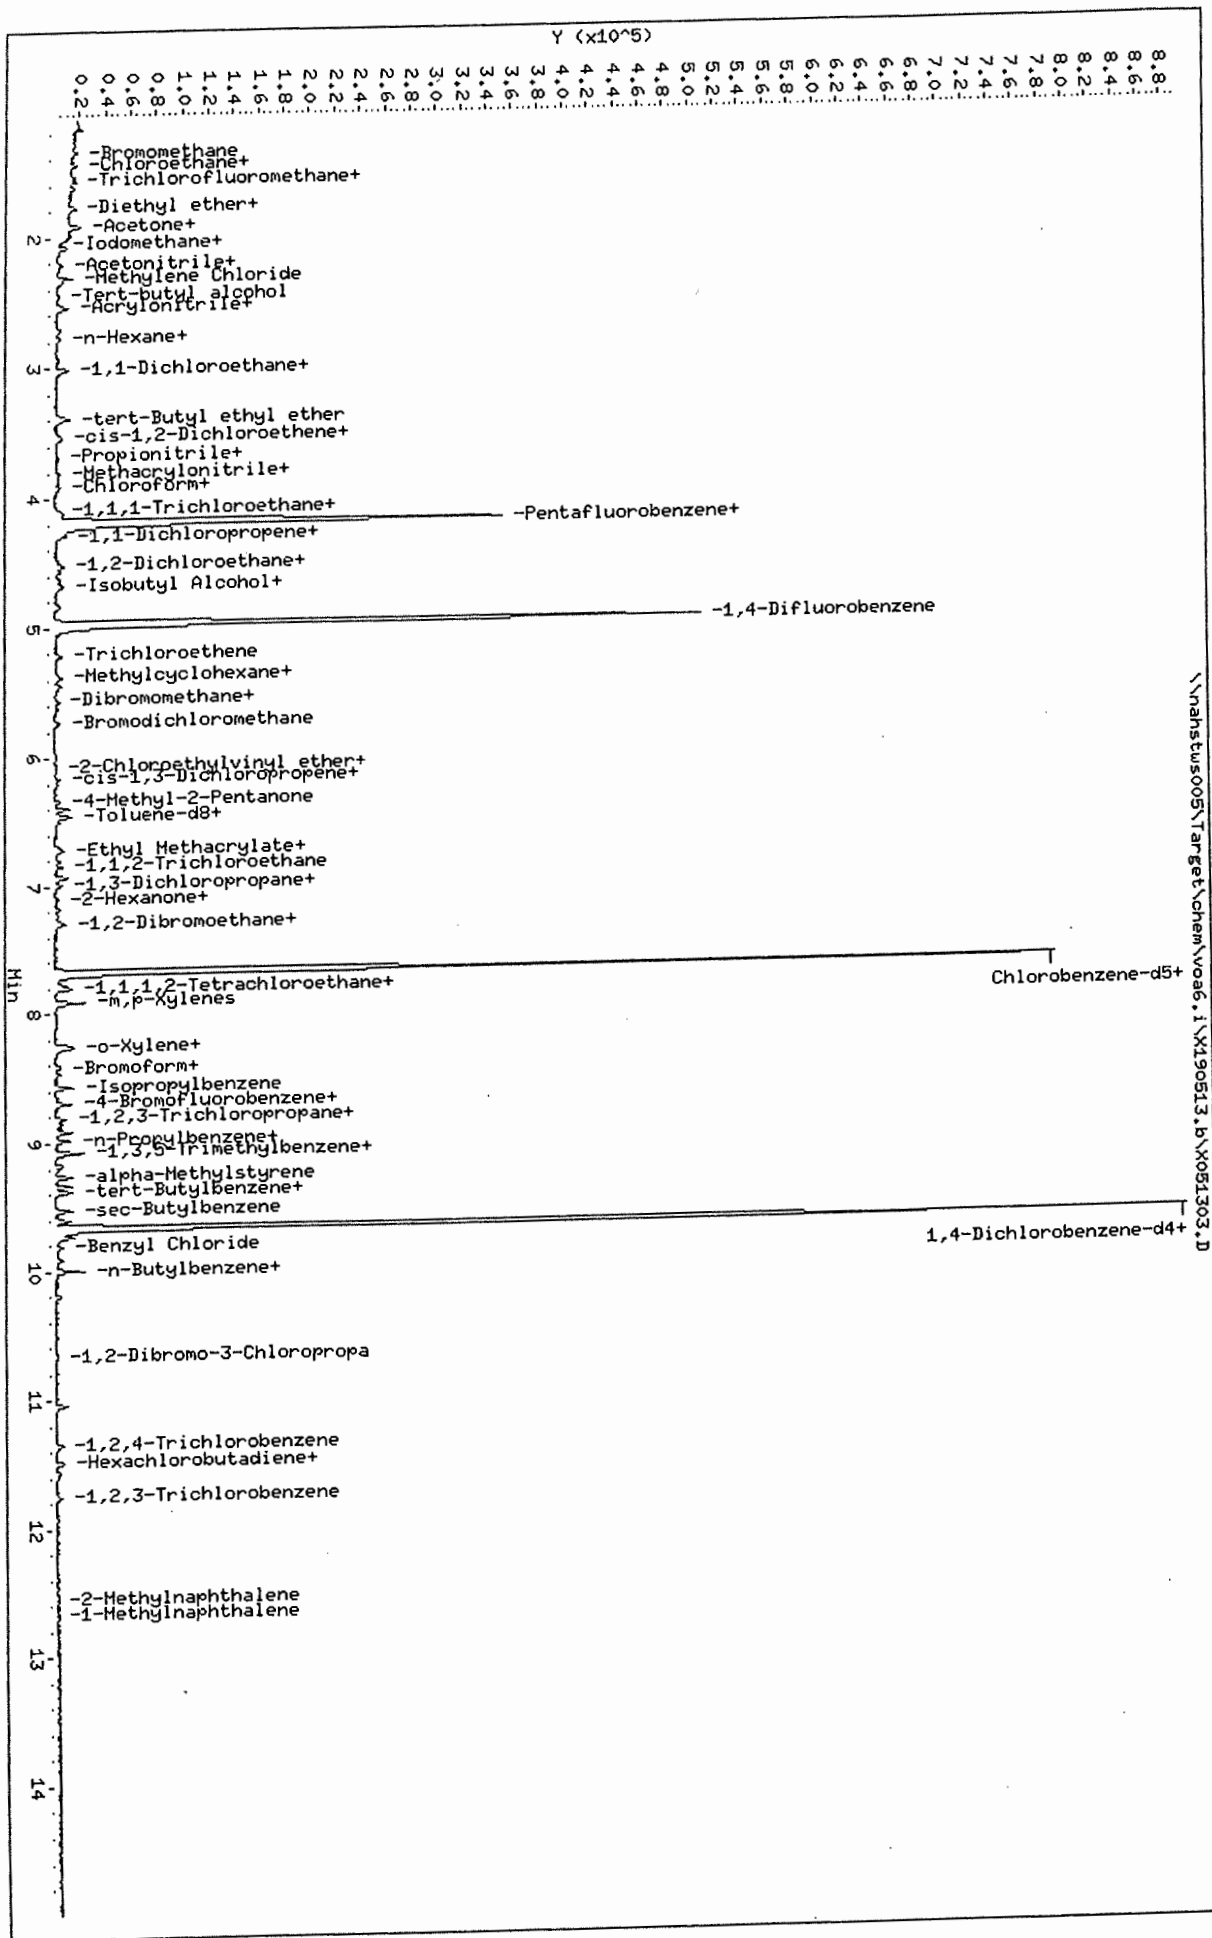 Y (x10^5)
0.2
0.4
0.6
0.8
1.0
1.2
1.4
1.6
1.8
2.0
2.2
2.4
2.6
2.8
3.0
3.2
3.4
3.6
3.8
4.0
4.2
4.4
4.6
4.8
5.0
5.2
5.4
5.6
5.8
6.0
6.2
6.4
6.6
6.8
7.0
7.2
7.4
7.6
7.8
8.0
8.2
8.4
8.6
8.8
-Bromomethane
-Chloroethane+
-Trichlorofluoromethane+
-Diethyl ether+
-Acetone+
2
-Iodomethane+
-Acetonitrile+
-Methylene Chloride
-Tert-butyl alcohol
-Acrylonitrile+
-n-Hexane+
3
-1,1-Dichloroethane+
-tert-Butyl ethyl ether
-cis-1,2-Dichloroethene+
-Propionitrile+
-Methacrylonitrile+
-Chloroform+
4
-1,1,1-Trichloroethane+
-Pentafluorobenzene+
-1,1-Dichloropropene+
-1,2-Dichloroethane+
-Isobutyl Alcohol+
-1,4-Difluorobenzene
5
-Trichloroethene
-Methylcyclohexane+
-Dibromomethane+
-Bromodichloromethane
6
-2-Chloroethylvinyl ether+
-cis-1,3-Dichloropropene+
-4-Methyl-2-Pentanone
-Toluene-d8+
-Ethyl Methacrylate+
-1,1,2-Trichloroethane
-1,3-Dichloropropane+
7
-2-Hexanone+
-1,2-Dibromoethane+
Chlorobenzene-d5+
-1,1,1,2-Tetrachloroethane+
-m,p-Xylenes
8
-o-Xylene+
-Bromoform+
-Isopropylbenzene
-4-Bromofluorobenzene+
-1,2,3-Trichloropropane+
-n-Propylbenzene+
9
-1,3,5-Trimethylbenzene+
-alpha-Methylstyrene
-tert-Butylbenzene+
-sec-Butylbenzene
1,4-Dichlorobenzene-d4+
-Benzyl Chloride
10
-n-Butylbenzene+
-1,2-Dibromo-3-Chloropropa
11
-1,2,4-Trichlorobenzene
-Hexachlorobutadiene+
-1,2,3-Trichlorobenzene
12
-2-Methylnaphthalene
-1-Methylnaphthalene
13
14
Min
\\nahstws005\Target\chem\voa6.i\X190513.b\X051303.D